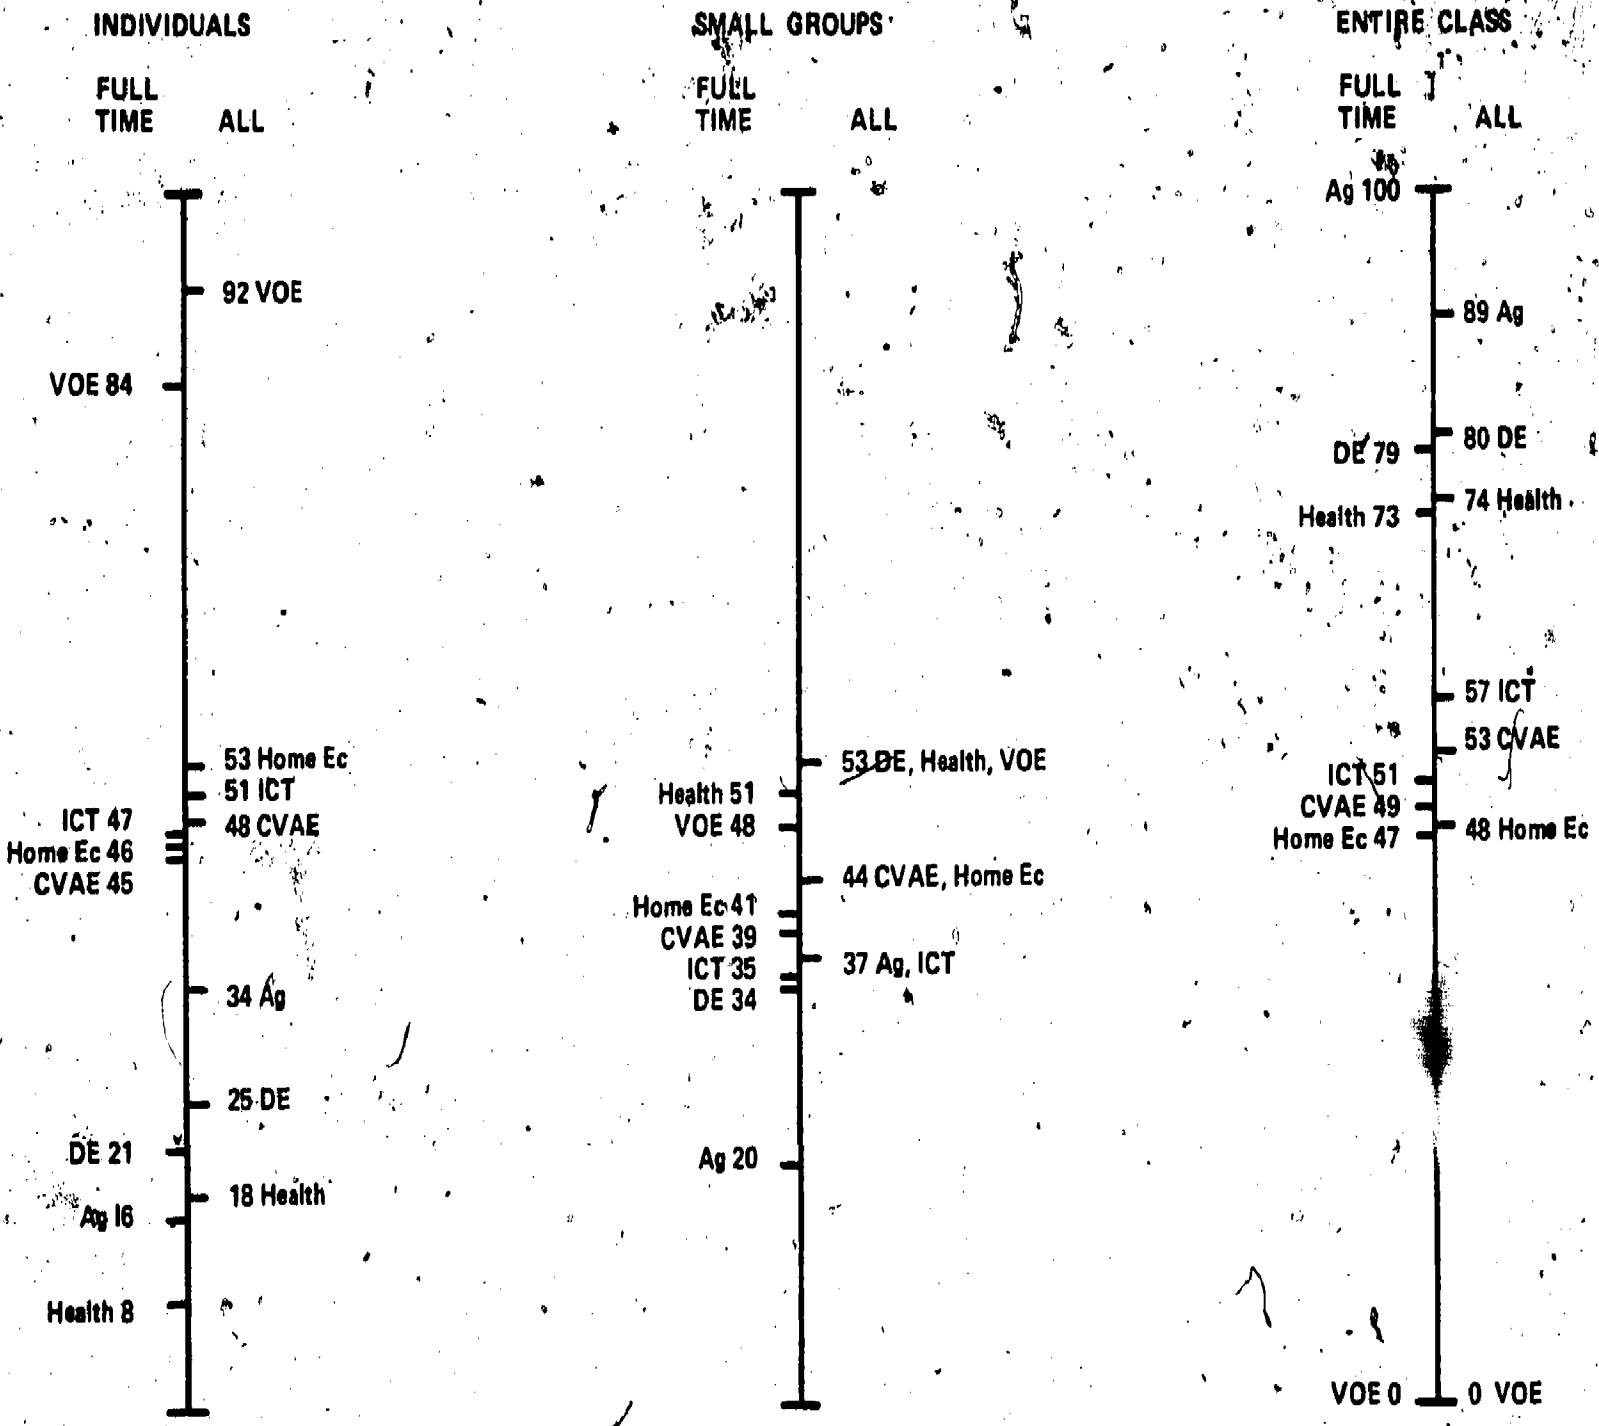 INDIVIDUALS
FULL
TIME ALL
92 VOE
VOE 84
53 Home Ec
51 ICT
ICT 47
48 CVAE
Home Ec 46
CVAE 45
34 Ag
25 DE
DE 21
18 Health
Ag 16
Health 8
SMALL GROUPS
FULL
TIME ALL
53 DE, Health, VOE
Health 51
VOE 48
44 CVAE, Home Ec
Home Ec 41
CVAE 39
37 Ag, ICT
ICT 35
DE 34
Ag 20
ENTIRE CLASS
FULL
TIME ALL
Ag 100
89 Ag
80 DE
DE 79
74 Health
Health 73
57 ICT
53 CVAE
ICT 51
CVAE 49
48 Home Ec
Home Ec 47
VOE 0 0 VOE